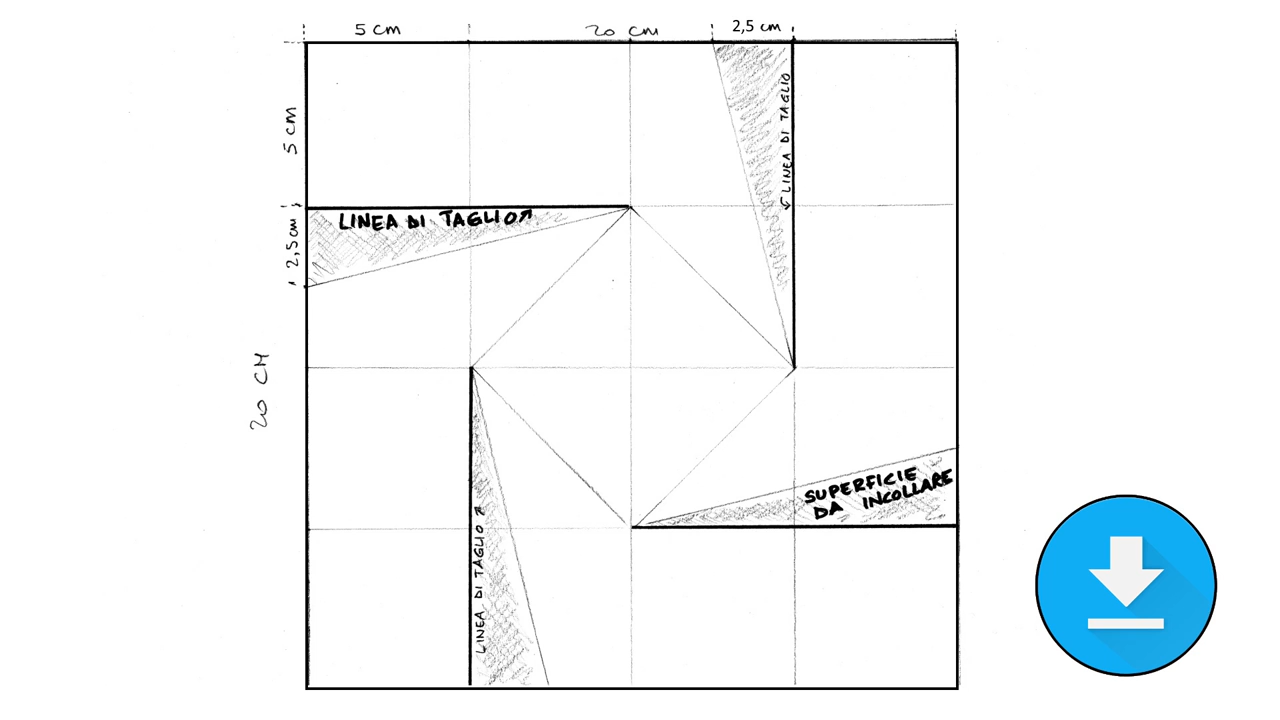 5 CM
20 CM
2,5 cm
5 CM
LINEA DI TAGLIO
LINEA DI TAGLIO
2,5 cm
20 CM
SUPERFICIE
DA INCOLLARE
LINEA DI TAGLIO